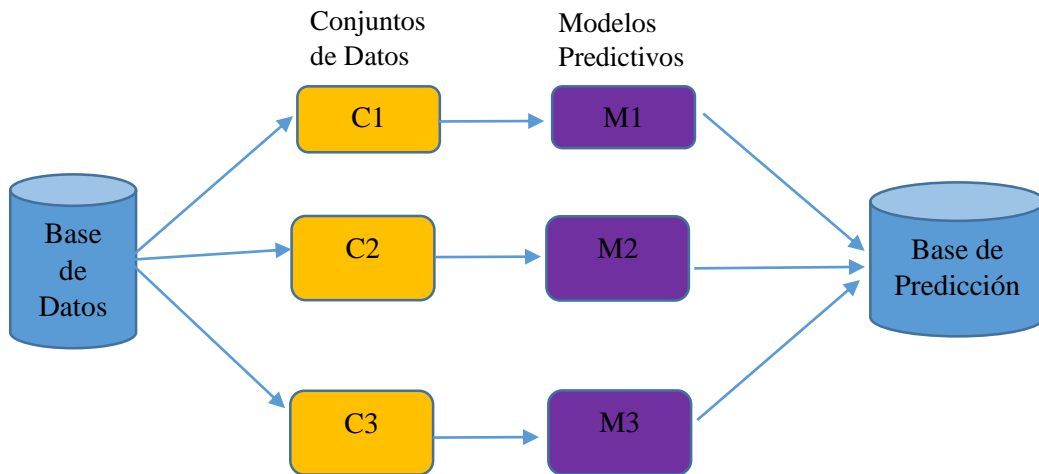 Conjuntos
de Datos
Modelos
Predictivos
C1
M1
Base
de
Datos
C2
M2
Base de
Predicción
C3
M3